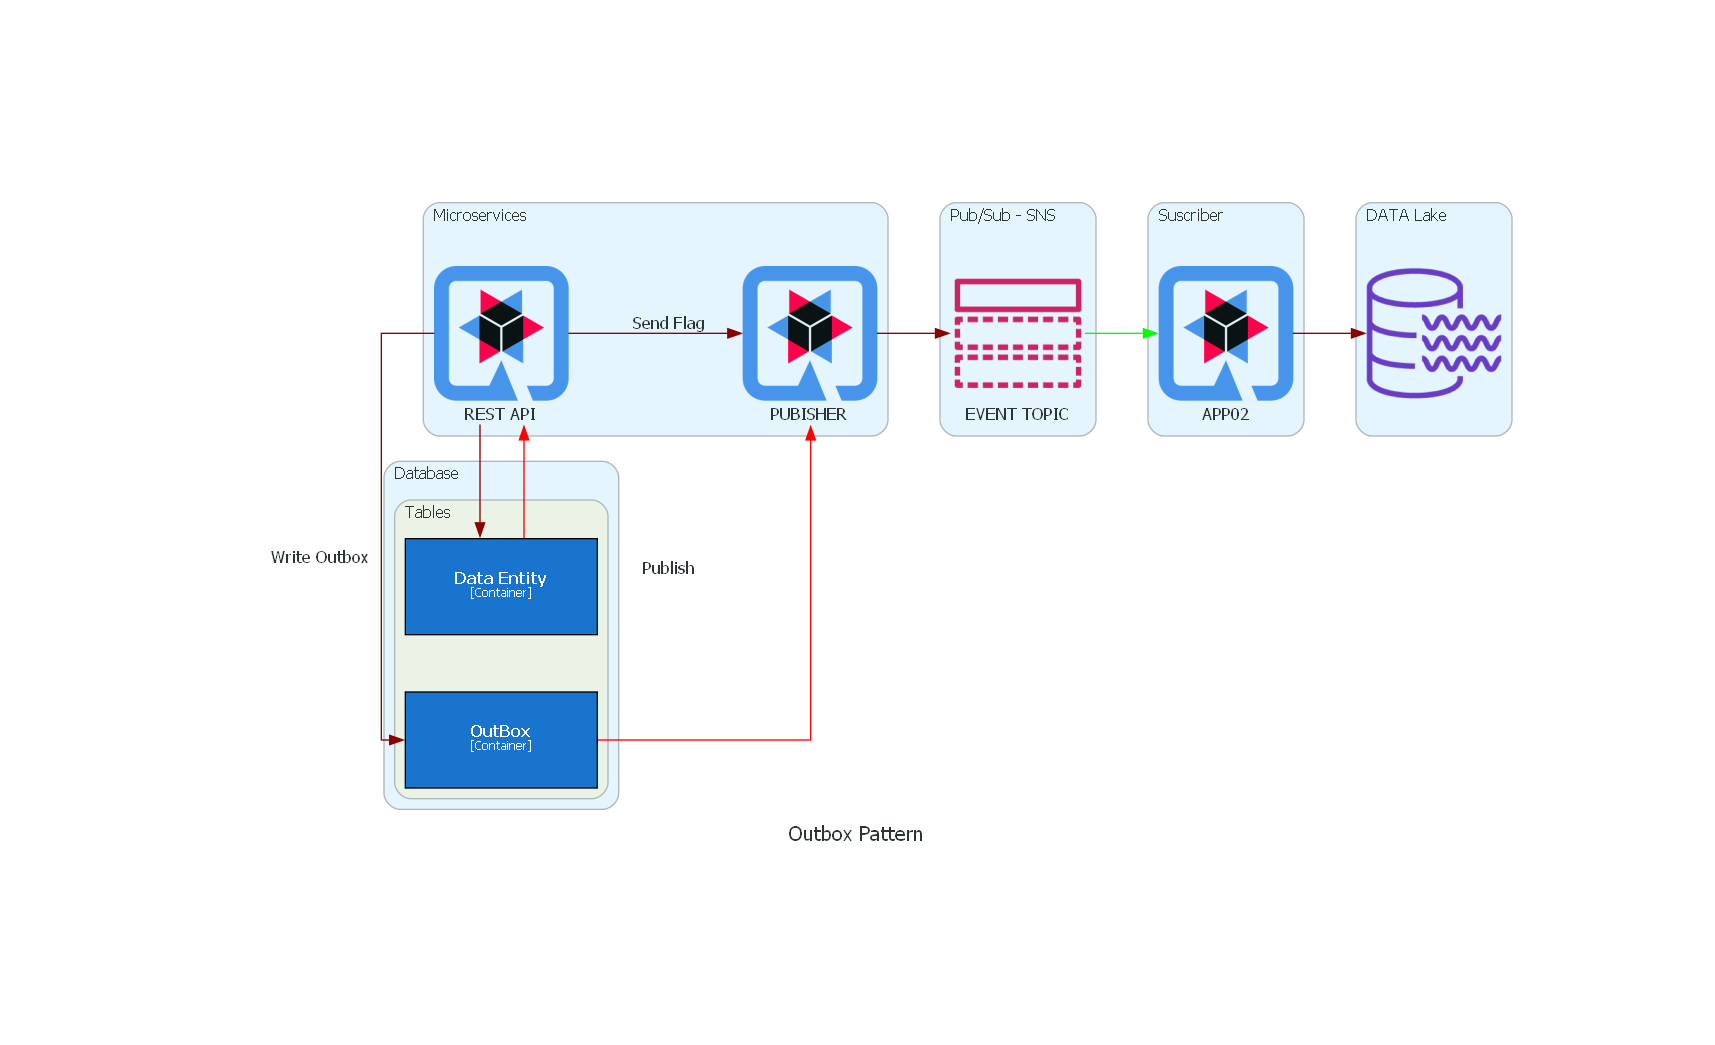 Microservices
Pub/Sub - SNS
Suscriber
DATA Lake
Send Flag
REST API
PUBISHER
EVENT TOPIC
APP02
Database
Tables
Write Outbox
Publish
Data Entity
[Container]
OutBox
[Container]
Outbox Pattern